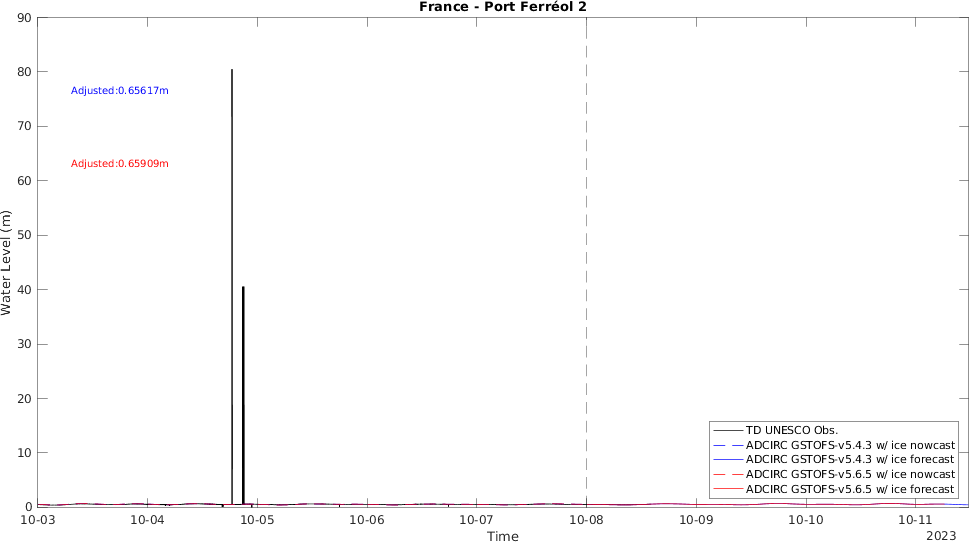 France - Port Ferréol 2
90
80
70
60
50
40
30
20
10
0
Water Level (m)
Adjusted:0.65617m
Adjusted:0.65909m
TD UNESCO Obs.
ADCIRC GSTOFS-v5.4.3 w/ ice nowcast
ADCIRC GSTOFS-v5.4.3 w/ ice forecast
ADCIRC GSTOFS-v5.6.5 w/ ice nowcast
ADCIRC GSTOFS-v5.6.5 w/ ice forecast
10-03 10-04 10-05 10-06 10-07 10-08 10-09 10-10 10-11
Time
2023